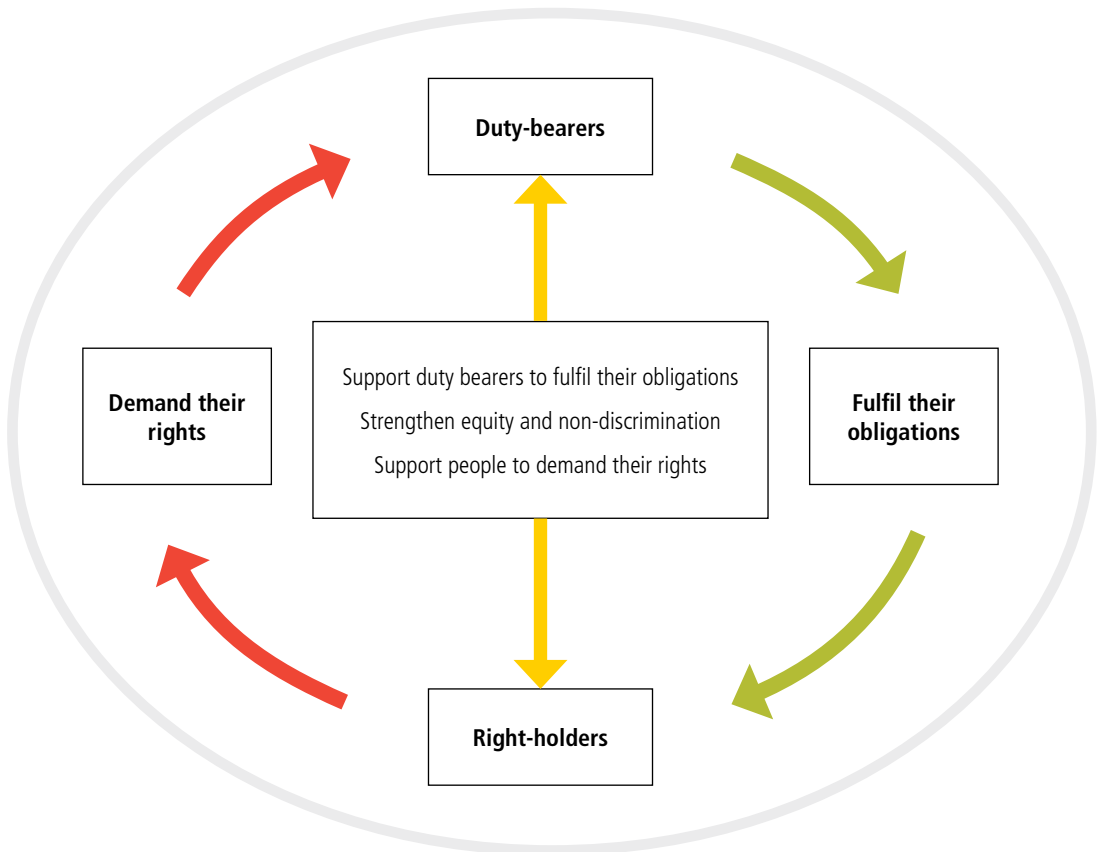 Duty-bearers
Demand their
rights
Support duty bearers to fulfil their obligations
Strengthen equity and non-discrimination
Support people to demand their rights
Fulfil their
obligations
Right-holders